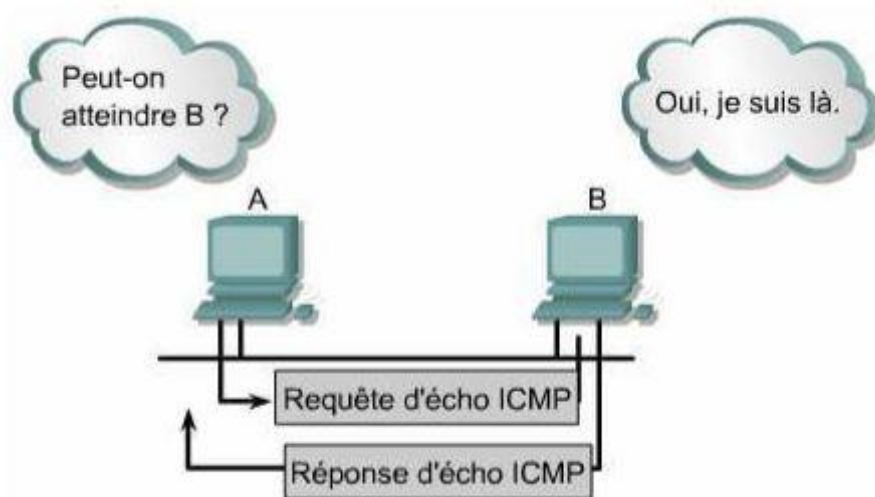 Peut-on
atteindre B ?
Oui, je suis là.
A
B
Requête d'écho ICMP
Réponse d'écho ICMP